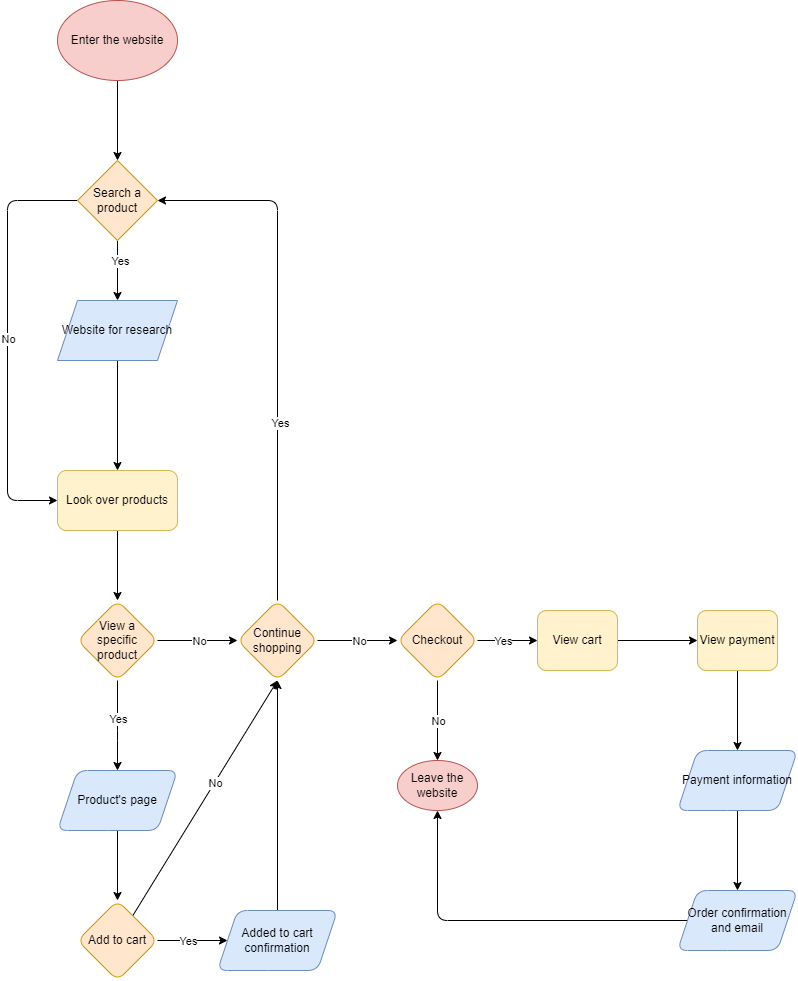 Enter the website
Search a
product
Yes
Website for research
No
Yes
Look over products
View a
specific
product
No
Continue
shopping
No
Checkout
Yes
View cart
View payment
Yes
No
Leave the
website
Product's page
No
Payment information
Add to cart
Yes
Added to cart
confirmation
Order confirmation
and email